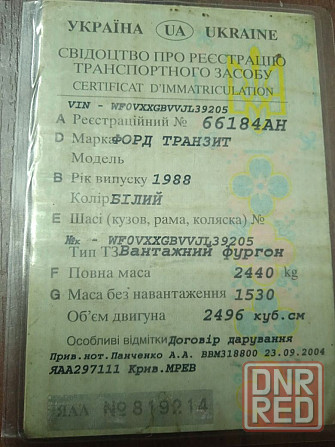 УКРАЇНА UA UKRAINE
СВІДОЦТВО ПРО РЕЄСТРАЦІЮ
ТРАНСПОРТНОГО ЗАСОБУ
CERTIFICAT D'IMMATRICULATION
VIN - WF0VXXGBVVJL39205
A Реєстраційний № 66184АН
D Марка ФОРД ТРАНЗИТ
Модель
B Рік випуску 1988
Колір БІЛИЙ
E Шасі (кузов, рама, коляска) №
№х - WF0VXXGBVVJL39205
Тип ТЗ Вантажний фургон
F Повна маса 2440 kg
G Маса без навантаження 1530
Об'єм двигуна 2496 куб.см
Особливі відмітки Договір дарування
Прив.нот.Панченко А.А. ВВМ318800 23.09.2004
ЯАА297111 Крив.МРЕВ
ЯАА №819214
DNR
RED